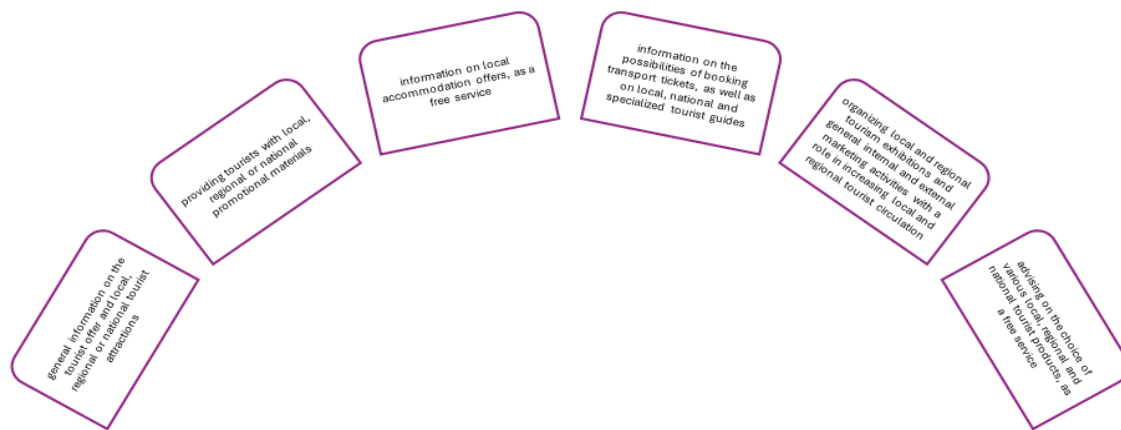 general information on the
tourist offer and local,
regional or national tourist
attractions
providing tourists with local,
regional or national
promotional materials
information on local
accommodation offers, as a
free service
information on the
possibilities of booking
transport tickets, as well as
on local, national and
specialized tourist guides
organizing local and regional
tourism exhibitions and
general internal and external
marketing activities with a
role in increasing local and
regional tourist circulation
advising on the choice of
various local, regional and
national tourist products, as
a free service